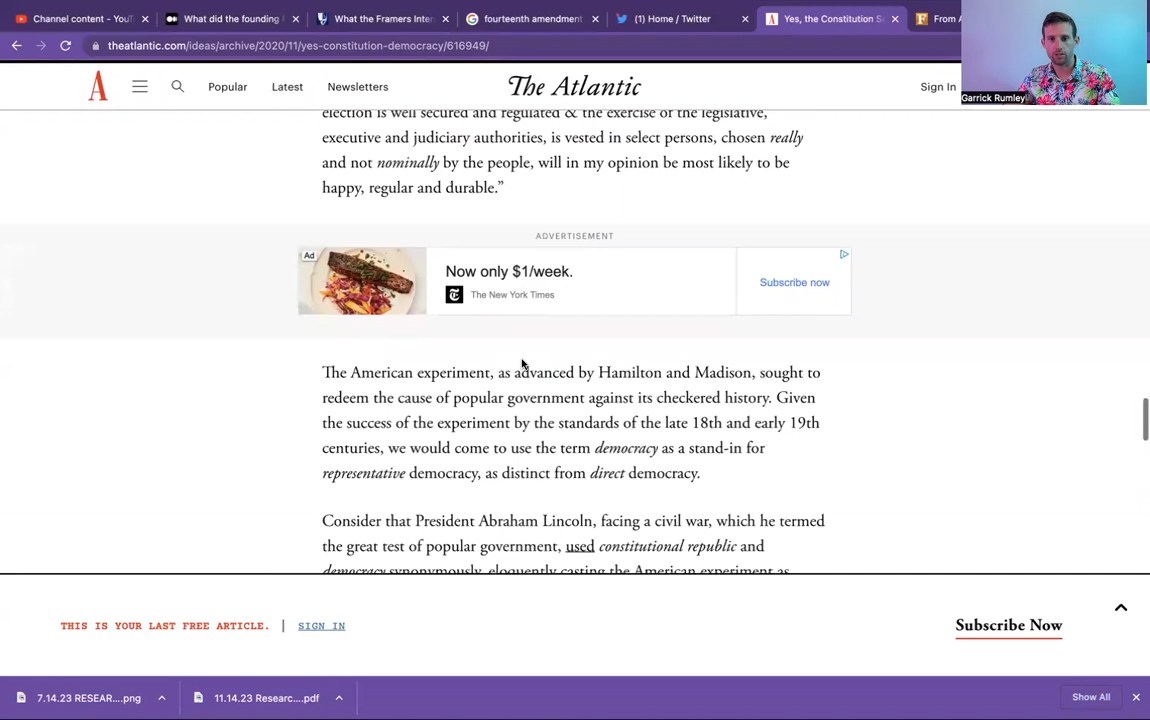 Channel content - YouT
What did the founding
What the Framers Inter
fourteenth amendment
(1) Home / Twitter
Yes, the Constitution S
From A
theatlantic.com/ideas/archive/2020/11/yes-constitution-democracy/616949/
Garrick Rumley
A
Popular
Latest
Newsletters
The Atlantic
Sign In
election is well secured and regulated & the exercise of the legislative,
executive and judiciary authorities, is vested in select persons, chosen really
and not nominally by the people, will in my opinion be most likely to be
happy, regular and durable.”
ADVERTISEMENT
Ad
Now only $1/week.
The New York Times
Subscribe now
The American experiment, as advanced by Hamilton and Madison, sought to
redeem the cause of popular government against its checkered history. Given
the success of the experiment by the standards of the late 18th and early 19th
centuries, we would come to use the term democracy as a stand-in for
representative democracy, as distinct from direct democracy.
Consider that President Abraham Lincoln, facing a civil war, which he termed
the great test of popular government, used constitutional republic and
democracy synonymously, eloquently casting the American experiment as
THIS IS YOUR LAST FREE ARTICLE. | SIGN IN
Subscribe Now
7.14.23 RESEAR....png
11.14.23 Researc....pdf
Show All